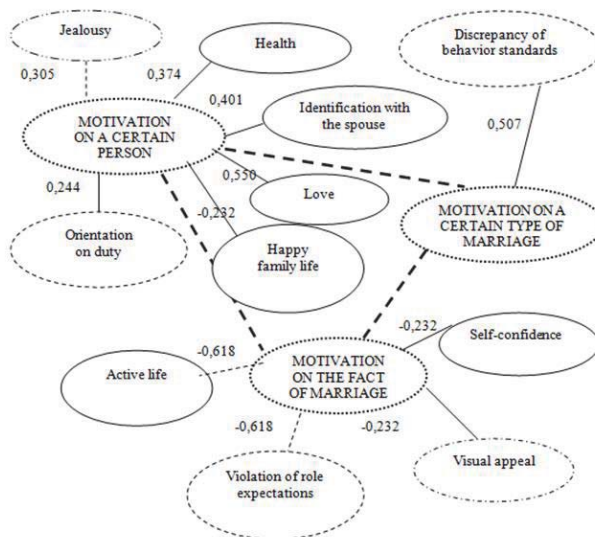 Jealousy
0,305
0,374
Health
Discrepancy of
behavior standards
0,401
Identification with
the spouse
MOTIVATION
ON A CERTAIN
PERSON
0,507
0,244
0,550
Love
-0,232
Orientation
on duty
Happy
family life
MOTIVATION ON A
CERTAIN TYPE OF
MARRIAGE
-0,232
Self-confidence
-0,618
Active life
MOTIVATION
ON THE FACT
OF MARRIAGE
-0,618
-0,232
Violation of role
expectations
Visual appeal